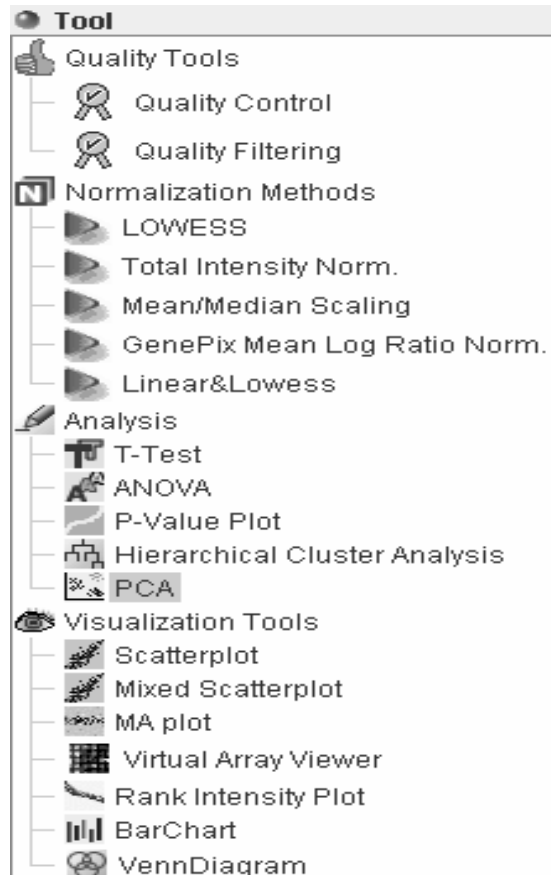 Tool
Quality Tools
Quality Control
Quality Filtering
N Normalization Methods
LOWESS
Total Intensity Norm.
Mean/Median Scaling
GenePix Mean Log Ratio Norm.
Linear&Lowess
Analysis
T-Test
ANOVA
P-Value Plot
Hierarchical Cluster Analysis
PCA
Visualization Tools
Scatterplot
Mixed Scatterplot
MA plot
Virtual Array Viewer
Rank Intensity Plot
BarChart
VennDiagram